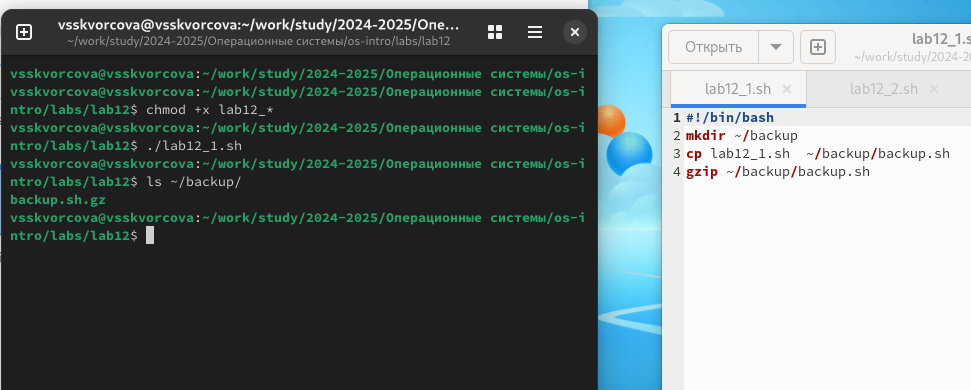 vsskvorcova@vsskvorcova:~/work/study/2024-2025/Опе...
~/work/study/2024-2025/Операционные системы/os-intro/labs/lab12
vsskvorcova@vsskvorcova:~/work/study/2024-2025/Операционные системы/os-i
vsskvorcova@vsskvorcova:~/work/study/2024-2025/Операционные системы/os-i
ntro/labs/lab12$ chmod +x lab12_*
vsskvorcova@vsskvorcova:~/work/study/2024-2025/Операционные системы/os-i
ntro/labs/lab12$ ./lab12_1.sh
vsskvorcova@vsskvorcova:~/work/study/2024-2025/Операционные системы/os-i
ntro/labs/lab12$ ls ~/backup/
backup.sh.gz
vsskvorcova@vsskvorcova:~/work/study/2024-2025/Операционные системы/os-i
ntro/labs/lab12$
Открыть
lab12_1.s
~/work/study/2024-20
lab12_1.sh
lab12_2.sh
1 #!/bin/bash
2 mkdir ~/backup
3 cp lab12_1.sh  ~/backup/backup.sh
4 gzip ~/backup/backup.sh